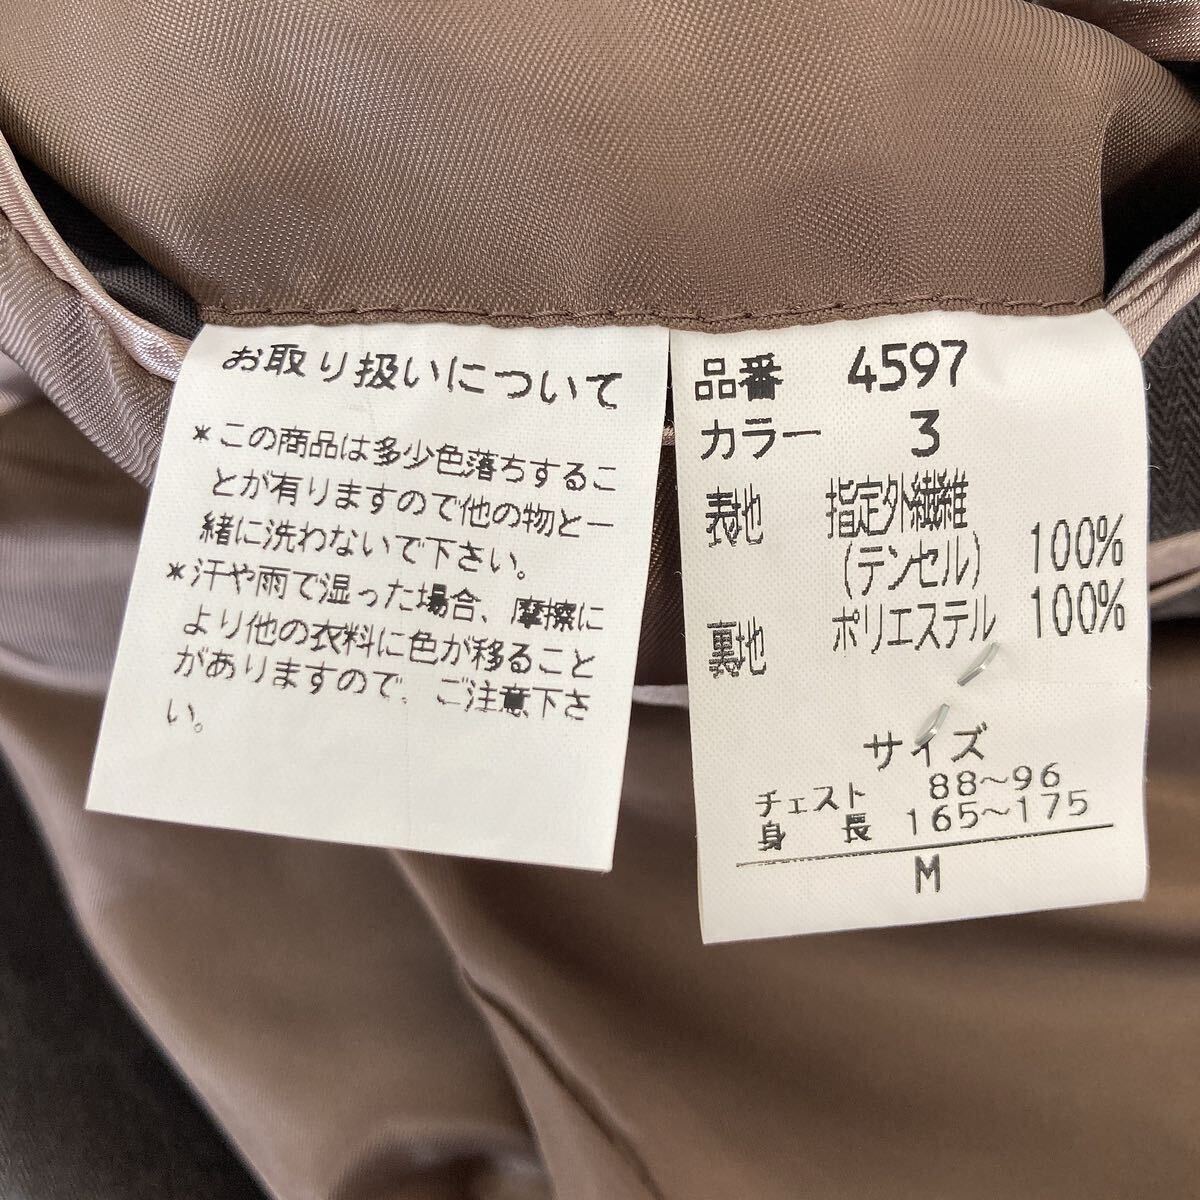 お取り扱いについて
*この商品は多少色落ちするこ
とが有りますので他の物と一
緒に洗わないで下さい。
*汗や雨で湿った場合、摩擦に
より他の衣料に色が移ること
がありますので、ご注意下さ
い。
品番 4597
カラー 3
表地 指定外繊維
(テンセル) 100%
裏地 ポリエステル 100%
サイズ
チェスト 88~96
身長 165~175
M